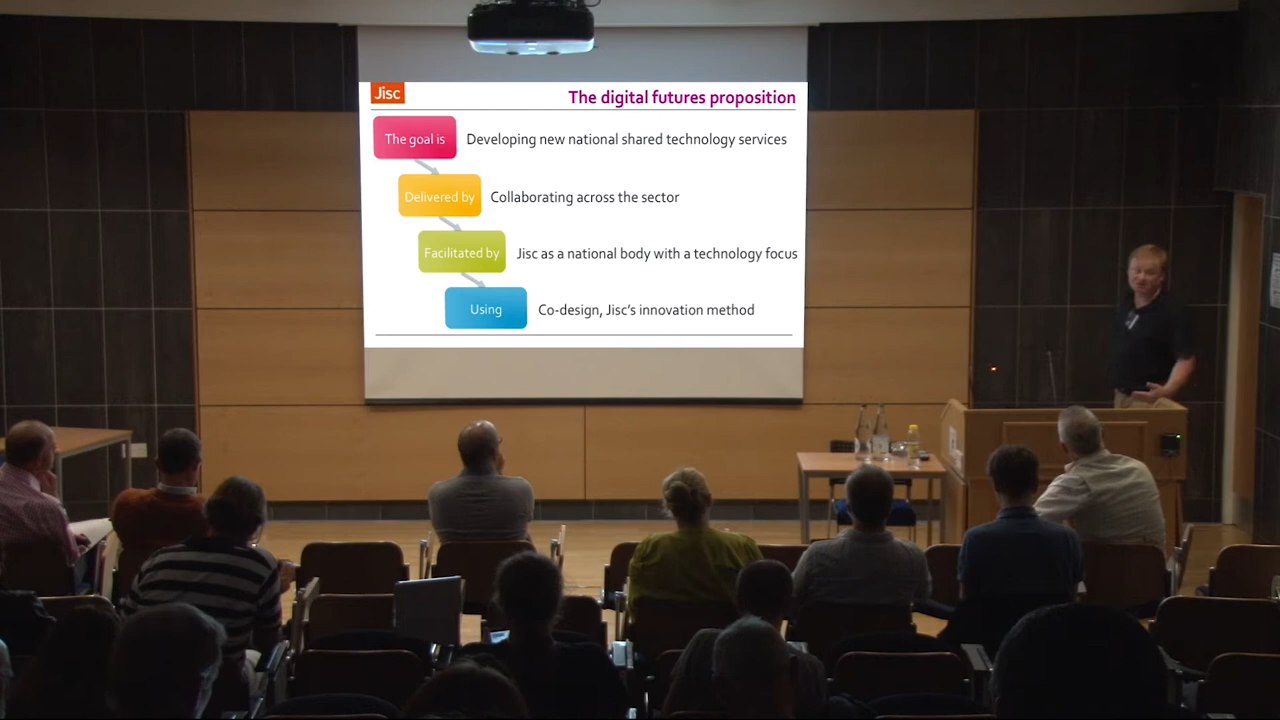 Jisc
The digital futures proposition
The goal is Developing new national shared technology services
Delivered by Collaborating across the sector
Facilitated by Jisc as a national body with a technology focus
Using Co-design, Jisc's innovation method